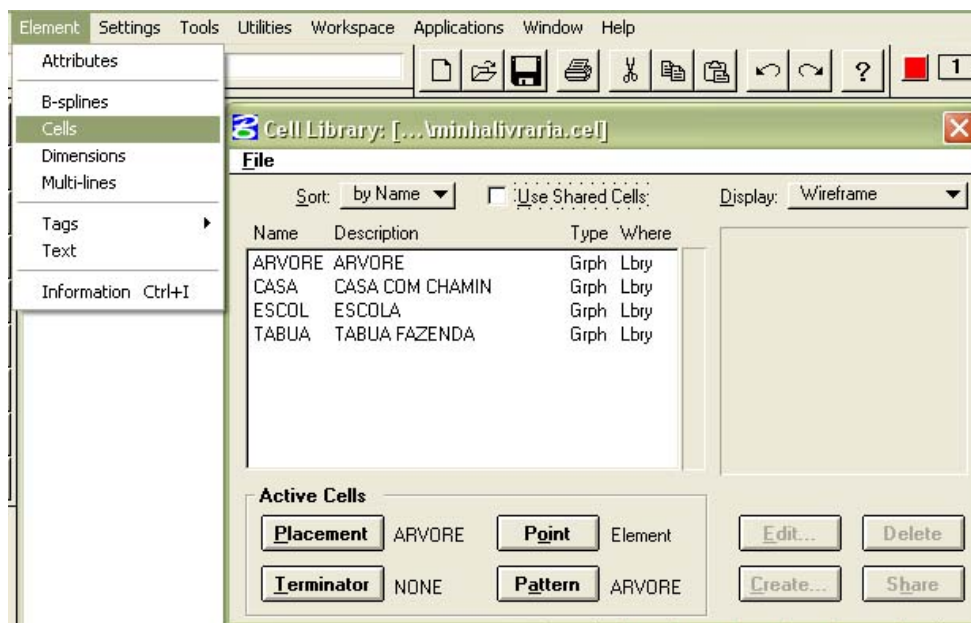 Element Settings Tools Utilities Workspace Applications Window Help
Attributes
B-splines
Cells
Dimensions
Multi-lines
Tags
Text
Information Ctrl+I
? 1
Cell Library: [...\minhalivraria.cel]
File
Sort: by Name Use Shared Cells Display: Wireframe
Name Description Type Where
ARVORE ARVORE Grph Lbry
CASA CASA COM CHAMIN Grph Lbry
ESCOL ESCOLA Grph Lbry
TABUA TABUA FAZENDA Grph Lbry
Active Cells
Placement ARVORE Point Element Edit... Delete
Terminator NONE Pattern ARVORE Create... Share